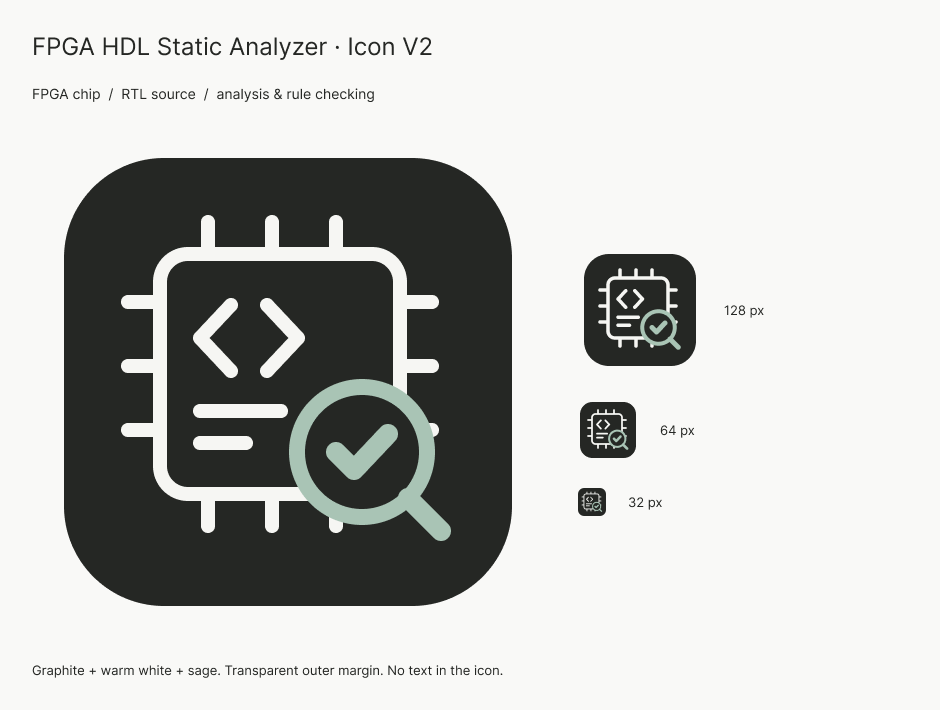 FPGA HDL Static Analyzer · Icon V2
FPGA chip / RTL source / analysis & rule checking
128 px
64 px
32 px
Graphite + warm white + sage. Transparent outer margin. No text in the icon.